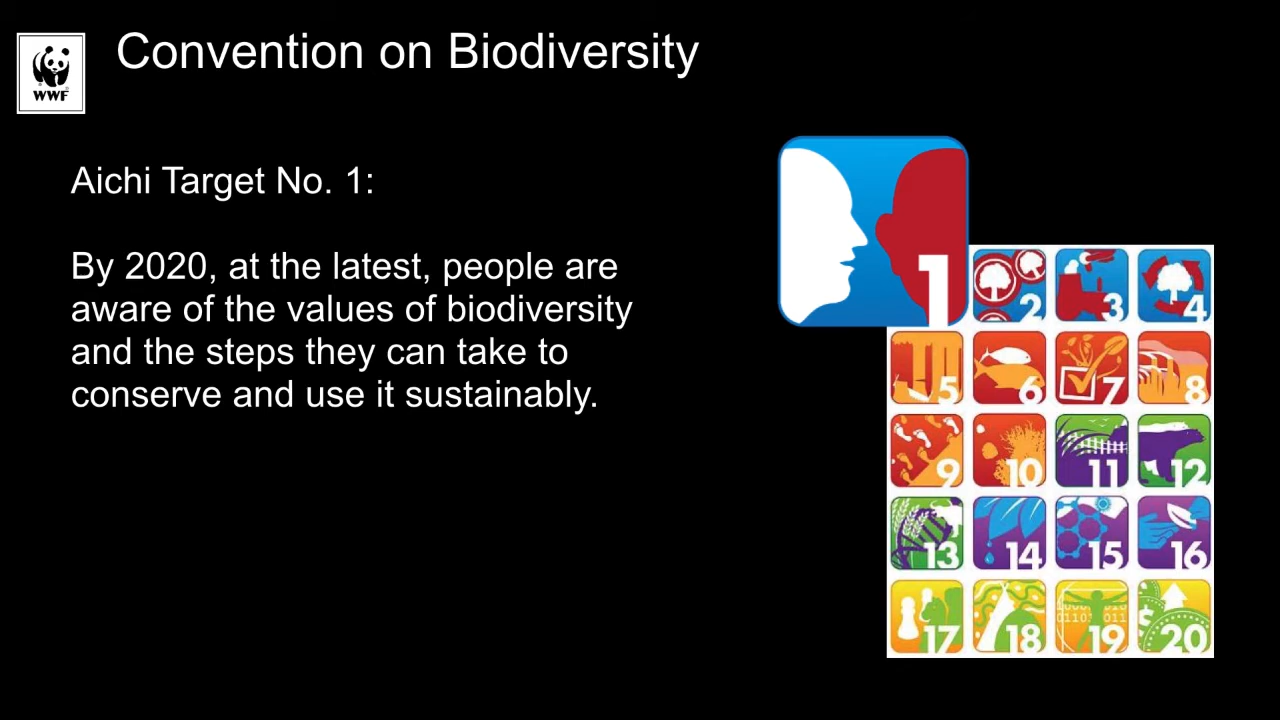 Convention on Biodiversity
WWF
Aichi Target No. 1:
By 2020, at the latest, people are
aware of the values of biodiversity
and the steps they can take to
conserve and use it sustainably.
1
2 3 4
5 6 7 8
9 10 11 12
13 14 15 16
17 18 19 20